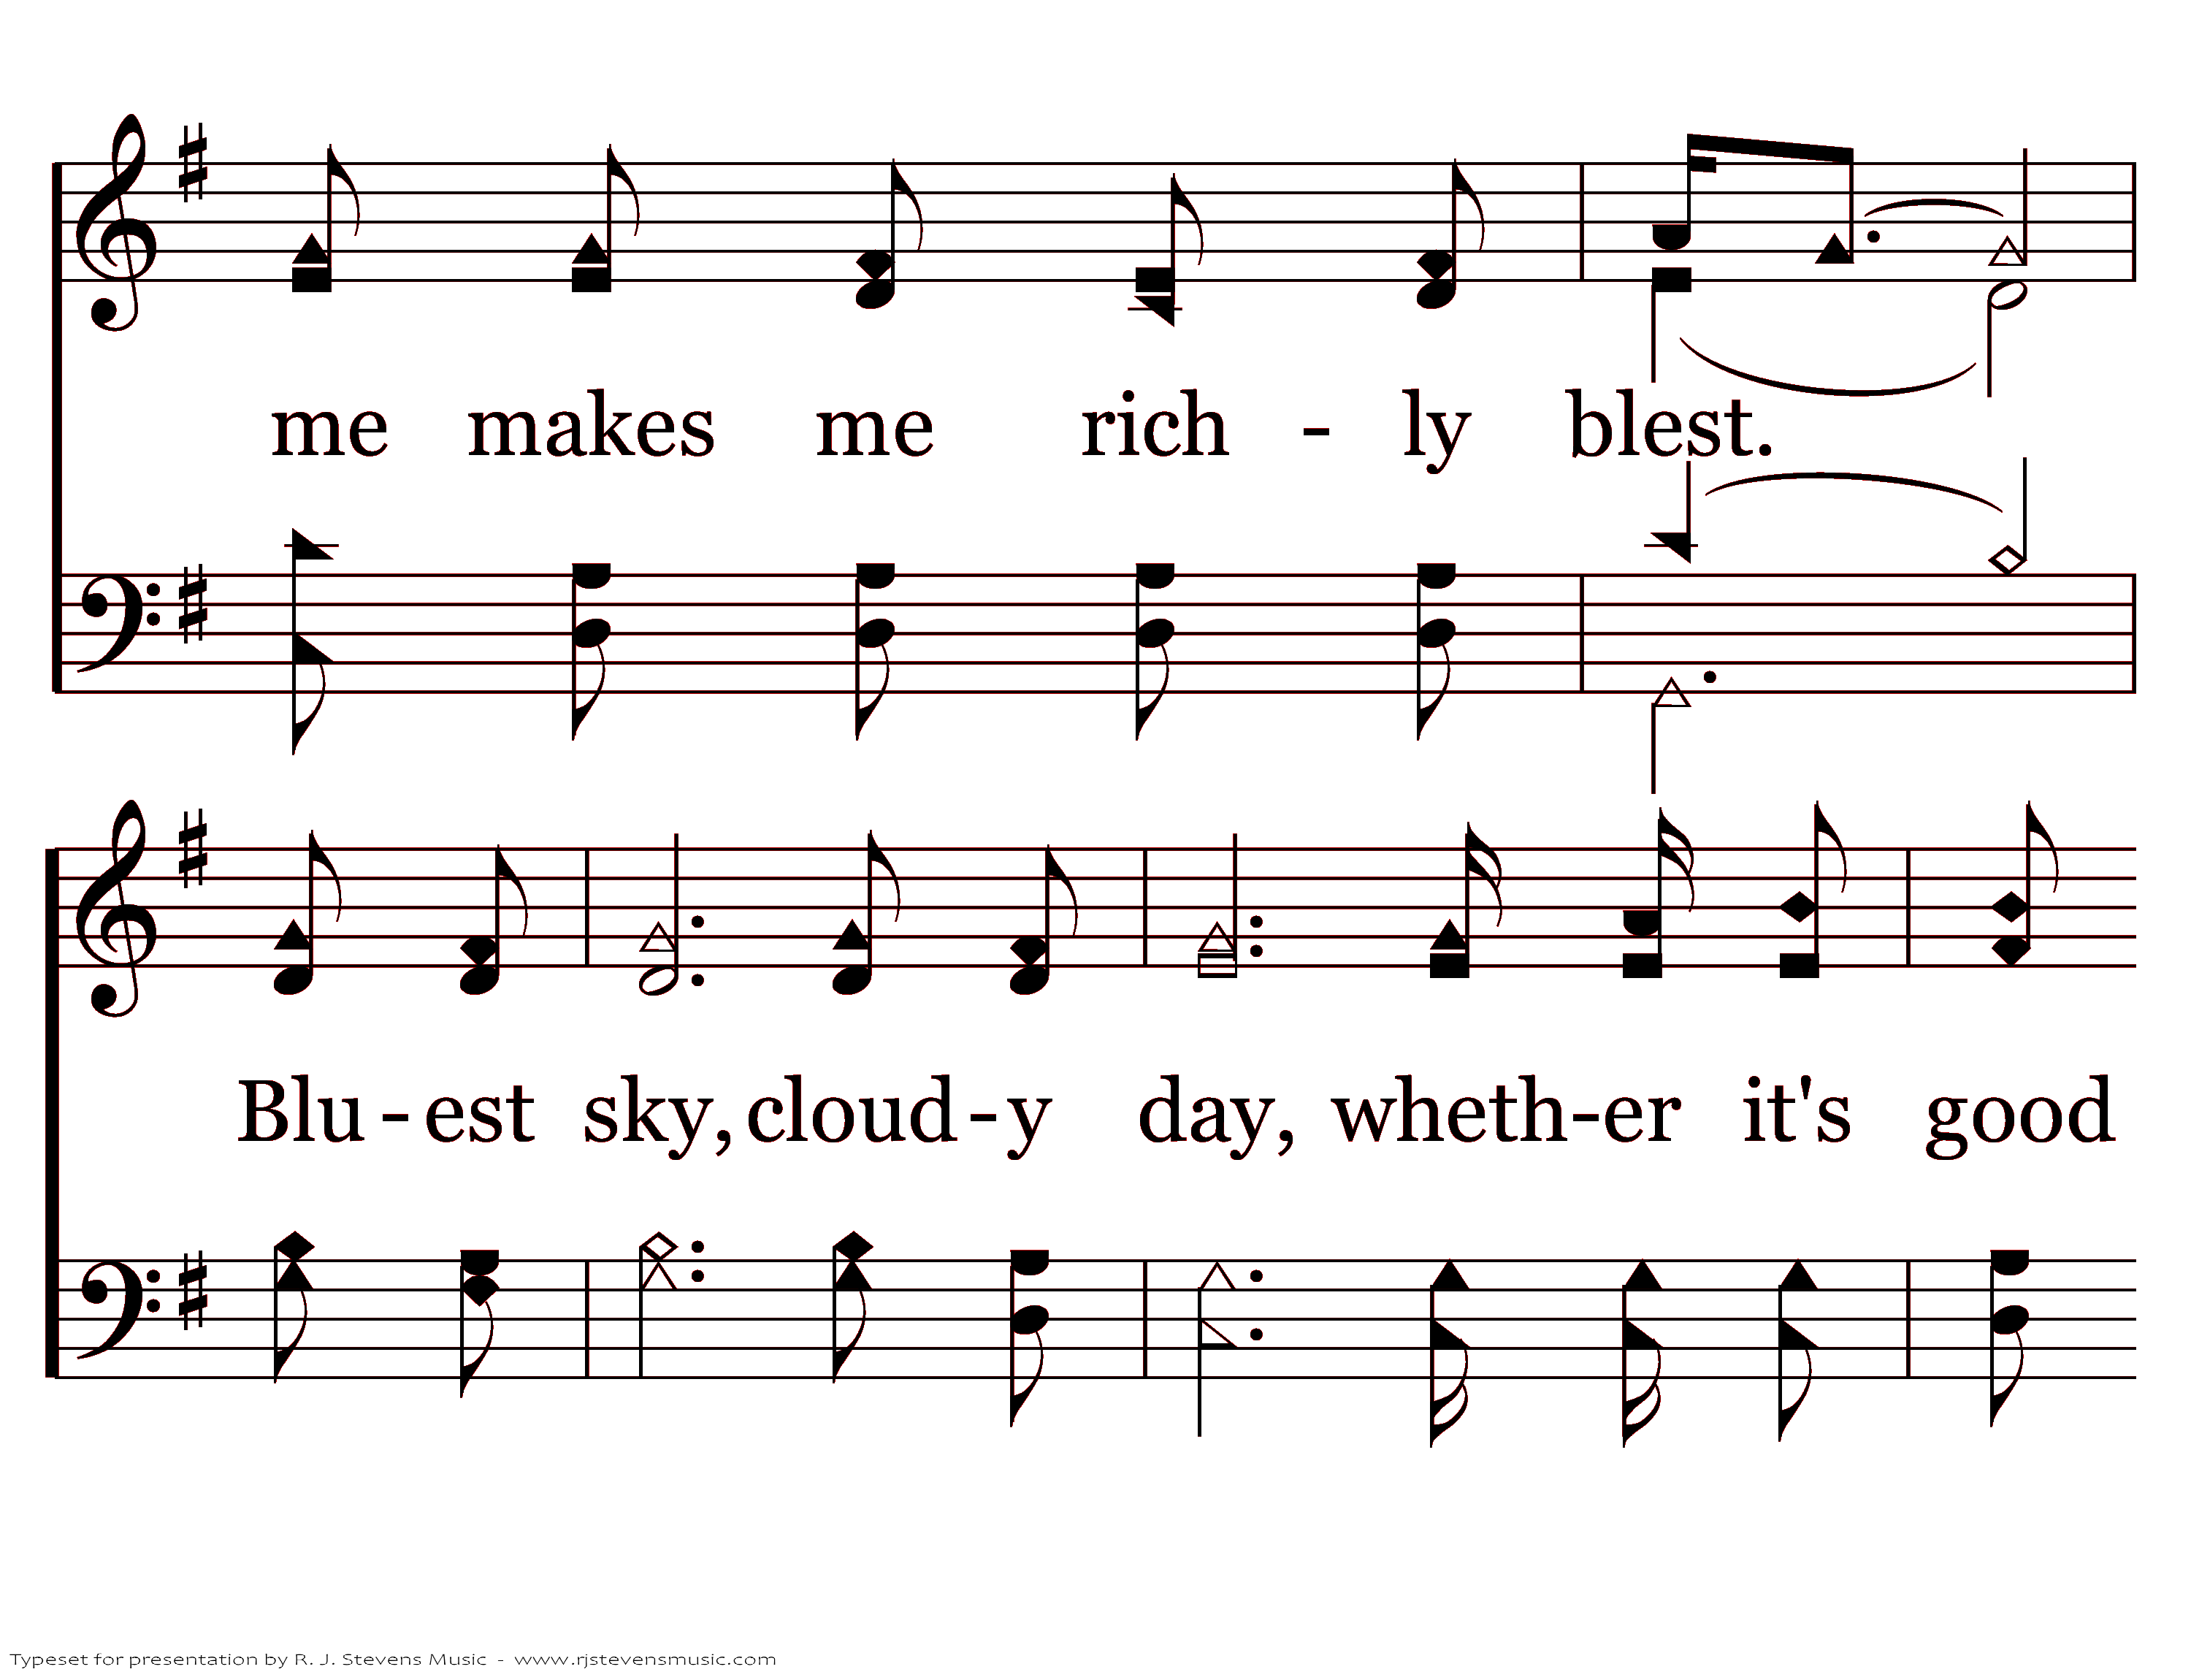 me makes me rich - ly blest.
Blu - est sky, cloud - y day, wheth-er it's good
Typeset for presentation by R. J. Stevens Music - www.rjstevensmusic.com